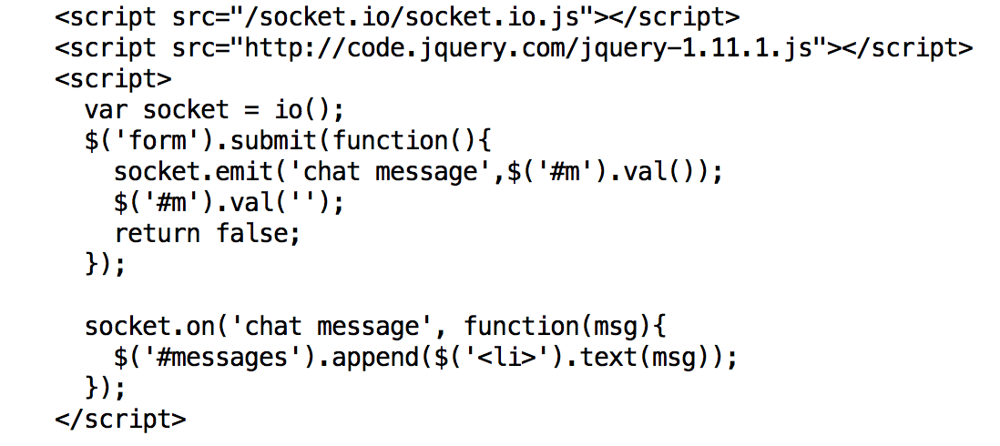 <script src="/socket.io/socket.io.js"></script>
<script src="http://code.jquery.com/jquery-1.11.1.js"></script>
<script>
  var socket = io();
  $('form').submit(function(){
    socket.emit('chat message',$('#m').val());
    $('#m').val('');
    return false;
  });

  socket.on('chat message', function(msg){
    $('#messages').append($('<li>').text(msg));
  });
</script>